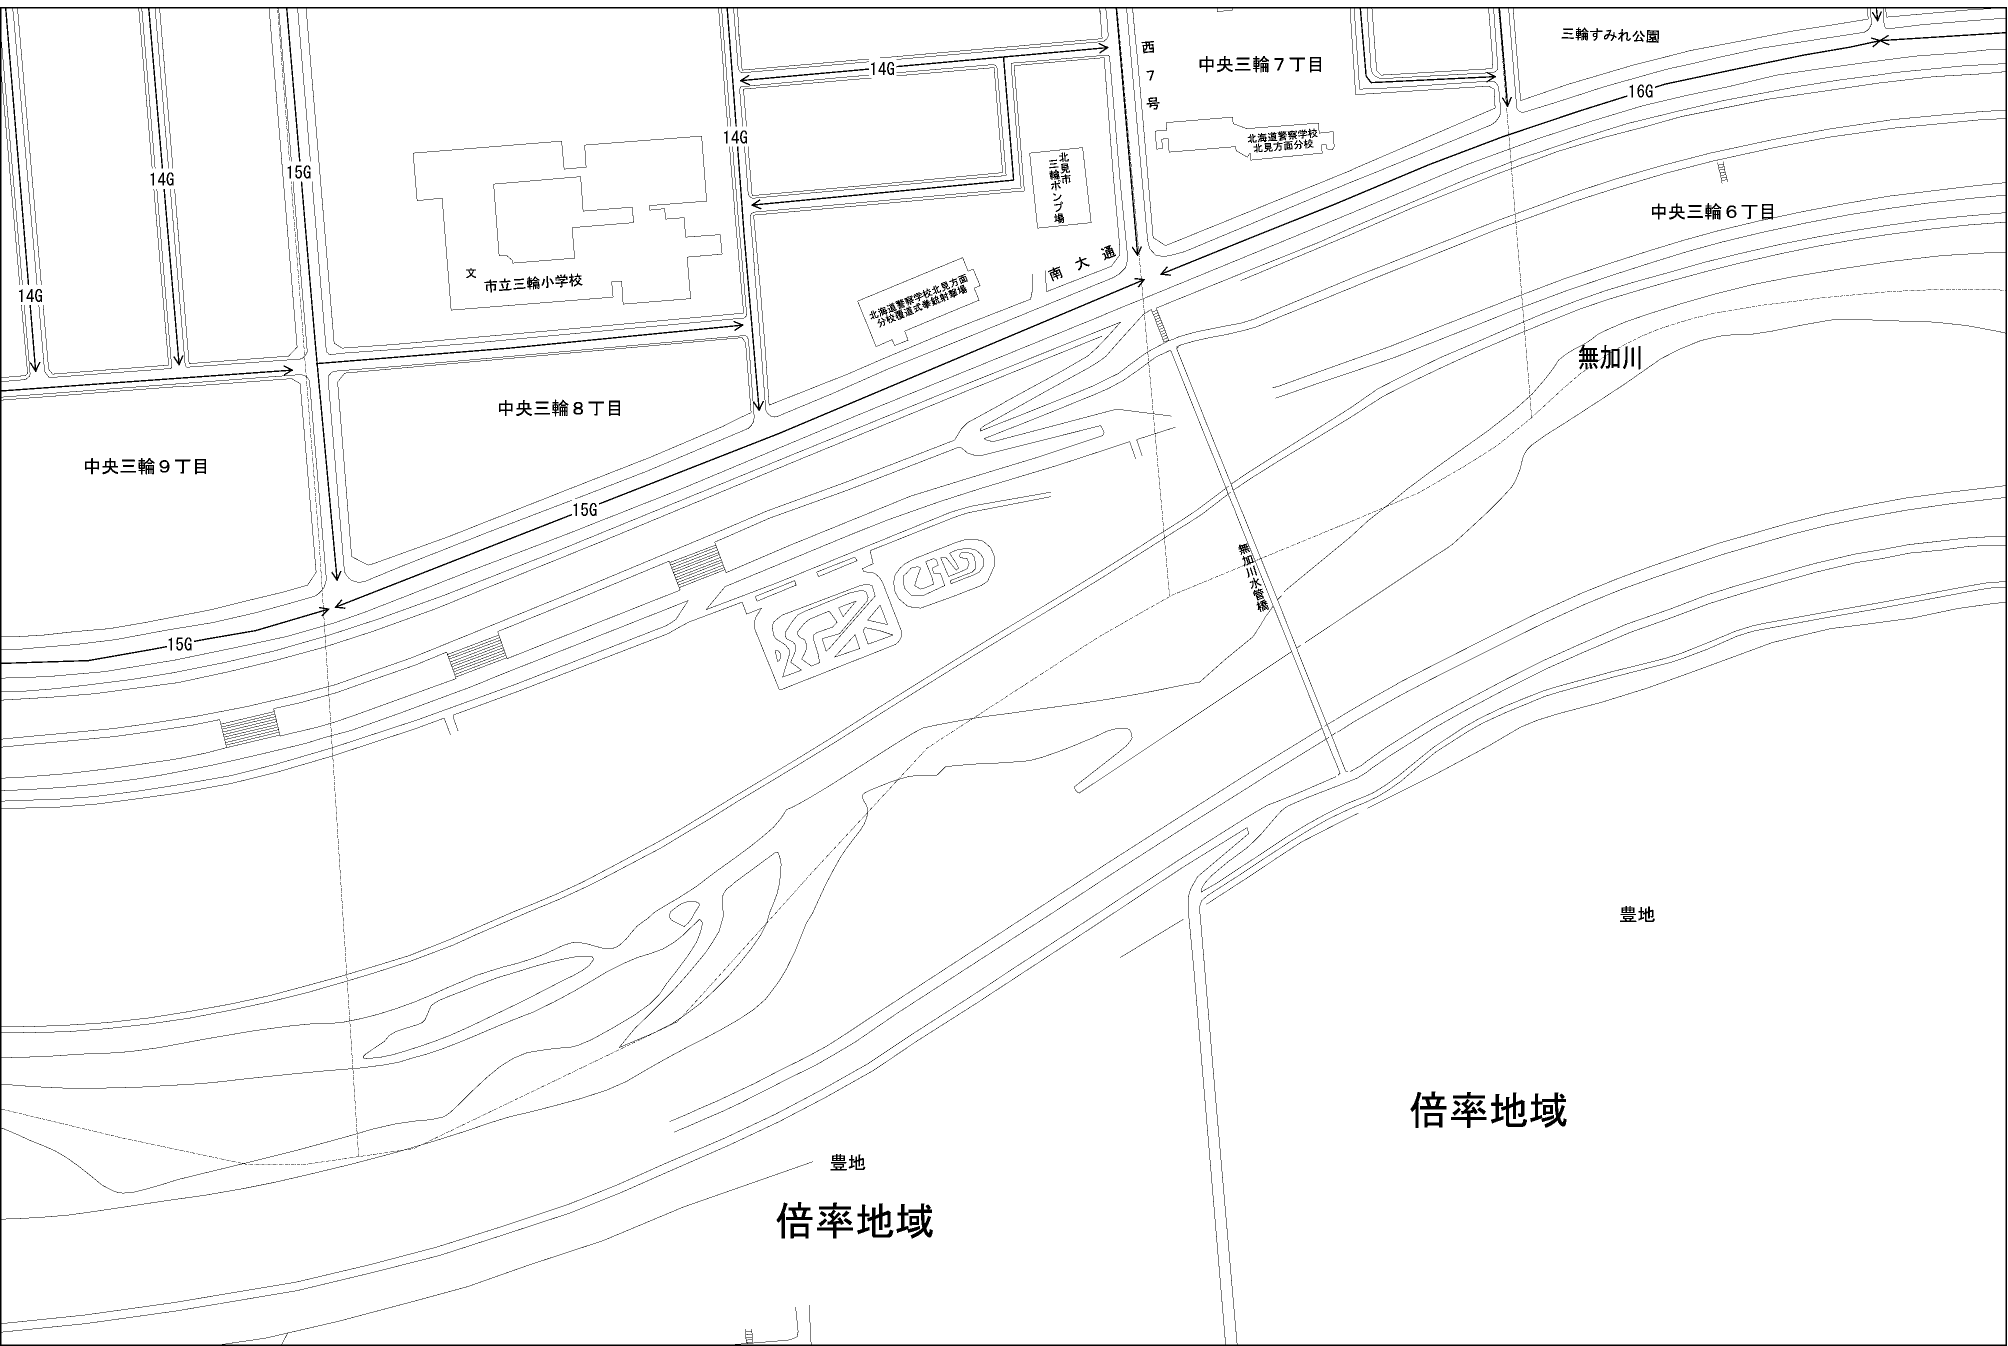 三輪すみれ公園
西7号
中央三輪7丁目
14G
16G
14G
北海道警察学校
北見方面分校
15G
14G
北見市
三輪ポンプ場
中央三輪6丁目
南大通
文
市立三輪小学校
14G
北海道警察学校北見方面
分校覆道式拳銃射撃場
無加川
中央三輪8丁目
中央三輪9丁目
15G
無加川水管橋
15G
豊地
倍率地域
豊地
倍率地域